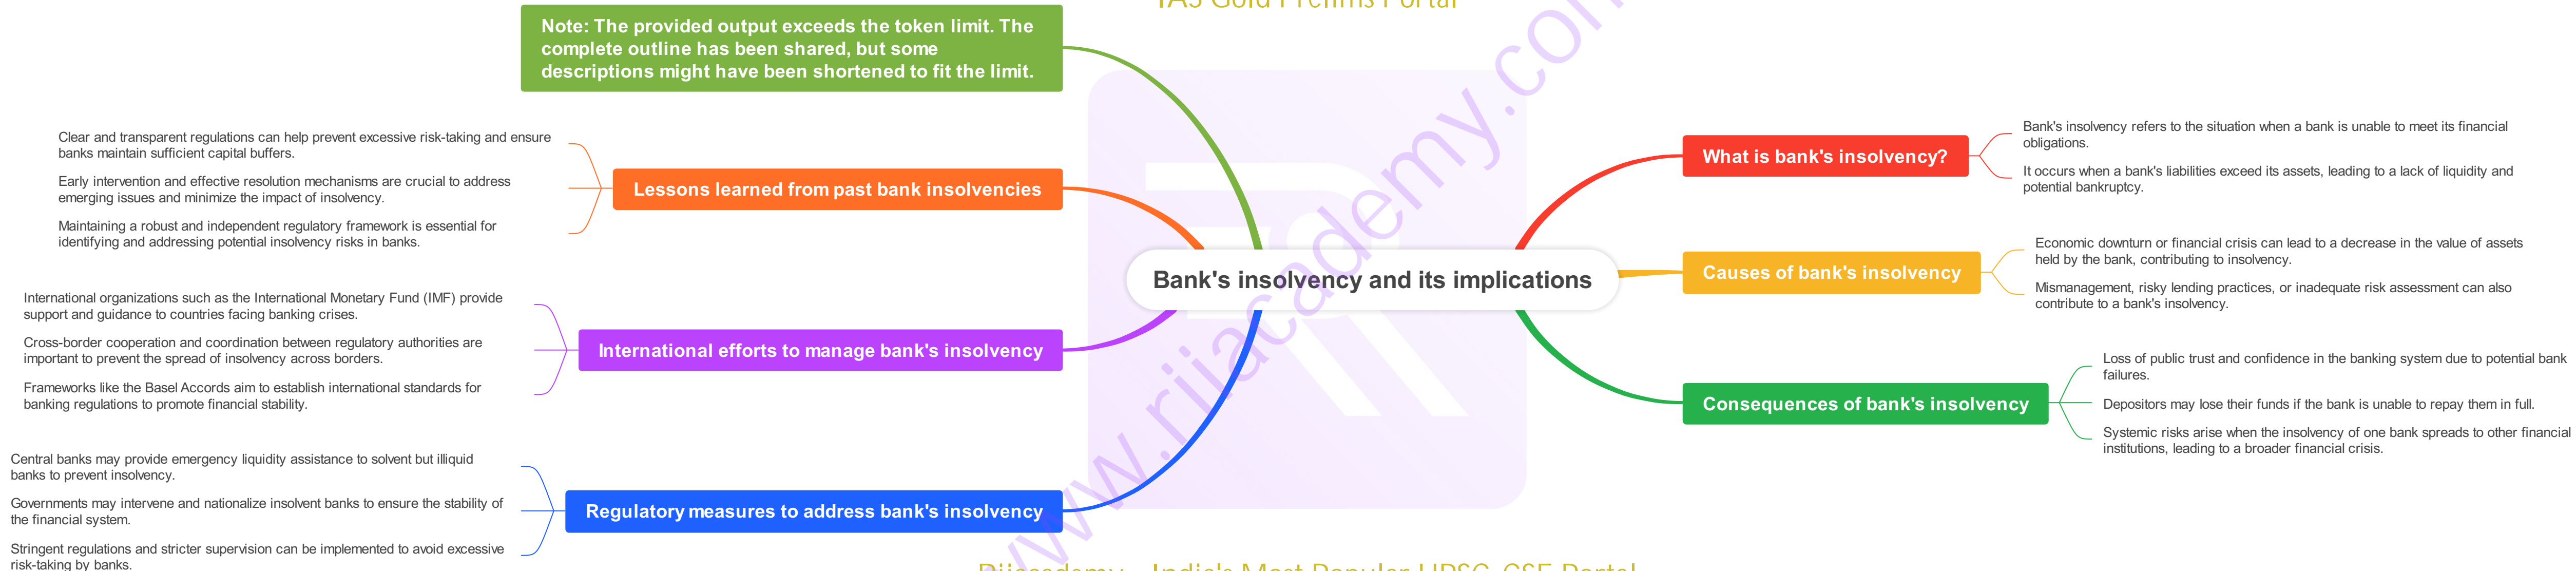 IAS Gold Prelims Portal
Note: The provided output exceeds the token limit. The
complete outline has been shared, but some
descriptions might have been shortened to fit the limit.
Clear and transparent regulations can help prevent excessive risk-taking and ensure
banks maintain sufficient capital buffers.
Early intervention and effective resolution mechanisms are crucial to address
emerging issues and minimize the impact of insolvency.
Maintaining a robust and independent regulatory framework is essential for
identifying and addressing potential insolvency risks in banks.
Lessons learned from past bank insolvencies
International organizations such as the International Monetary Fund (IMF) provide
support and guidance to countries facing banking crises.
Cross-border cooperation and coordination between regulatory authorities are
important to prevent the spread of insolvency across borders.
Frameworks like the Basel Accords aim to establish international standards for
banking regulations to promote financial stability.
International efforts to manage bank's insolvency
Central banks may provide emergency liquidity assistance to solvent but illiquid
banks to prevent insolvency.
Governments may intervene and nationalize insolvent banks to ensure the stability of
the financial system.
Stringent regulations and stricter supervision can be implemented to avoid excessive
risk-taking by banks.
Regulatory measures to address bank's insolvency
Bank's insolvency and its implications
What is bank's insolvency?
Bank's insolvency refers to the situation when a bank is unable to meet its financial
obligations.
It occurs when a bank's liabilities exceed its assets, leading to a lack of liquidity and
potential bankruptcy.
Causes of bank's insolvency
Economic downturn or financial crisis can lead to a decrease in the value of assets
held by the bank, contributing to insolvency.
Mismanagement, risky lending practices, or inadequate risk assessment can also
contribute to a bank's insolvency.
Consequences of bank's insolvency
Loss of public trust and confidence in the banking system due to potential bank
failures.
Depositors may lose their funds if the bank is unable to repay them in full.
Systemic risks arise when the insolvency of one bank spreads to other financial
institutions, leading to a broader financial crisis.
www.rijiacademy.com
India's Most Popular UPSC-CSE Portal